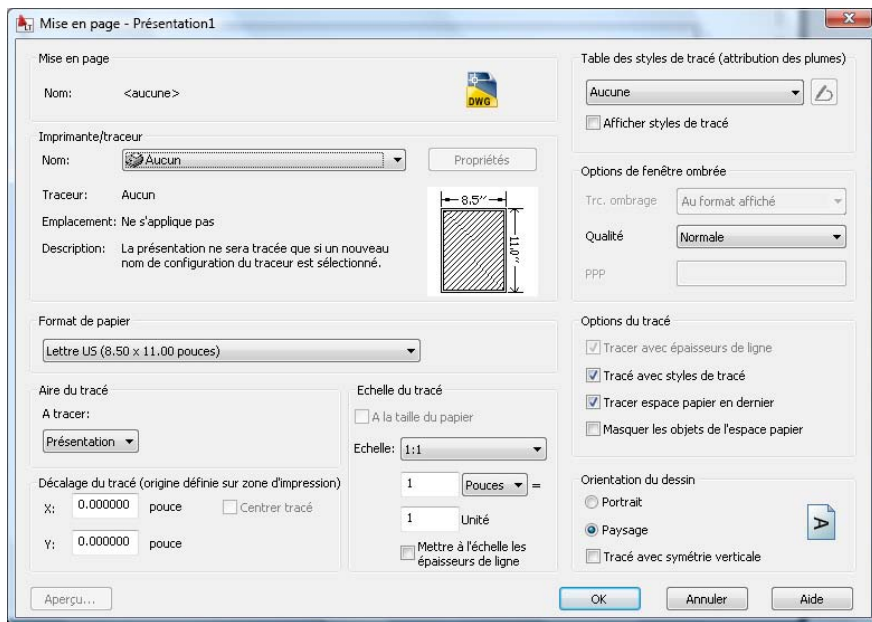 Mise en page - Présentation1
Mise en page
Nom: <aucune>
DWG
Imprimante/traceur
Nom: Aucun
Propriétés
Traceur: Aucun
Emplacement: Ne s'applique pas
Description: La présentation ne sera tracée que si un nouveau
nom de configuration du traceur est sélectionné.
8.5''
11.0''
Format de papier
Lettre US (8.50 x 11.00 pouces)
Aire du tracé
A tracer:
Présentation
Décalage du tracé (origine définie sur zone d'impression)
X: 0.000000 pouce
Centrer tracé
Y: 0.000000 pouce
Echelle du tracé
A la taille du papier
Echelle: 1:1
1 Pouces =
1 Unité
Mettre à l'échelle les
épaisseurs de ligne
Table des styles de tracé (attribution des plumes)
Aucune
Afficher styles de tracé
Options de fenêtre ombrée
Trc. ombrage Au format affiché
Qualité Normale
PPP
Options du tracé
Tracer avec épaisseurs de ligne
Tracé avec styles de tracé
Tracer espace papier en dernier
Masquer les objets de l'espace papier
Orientation du dessin
Portrait
Paysage
A
Tracé avec symétrie verticale
Aperçu...
OK
Annuler
Aide